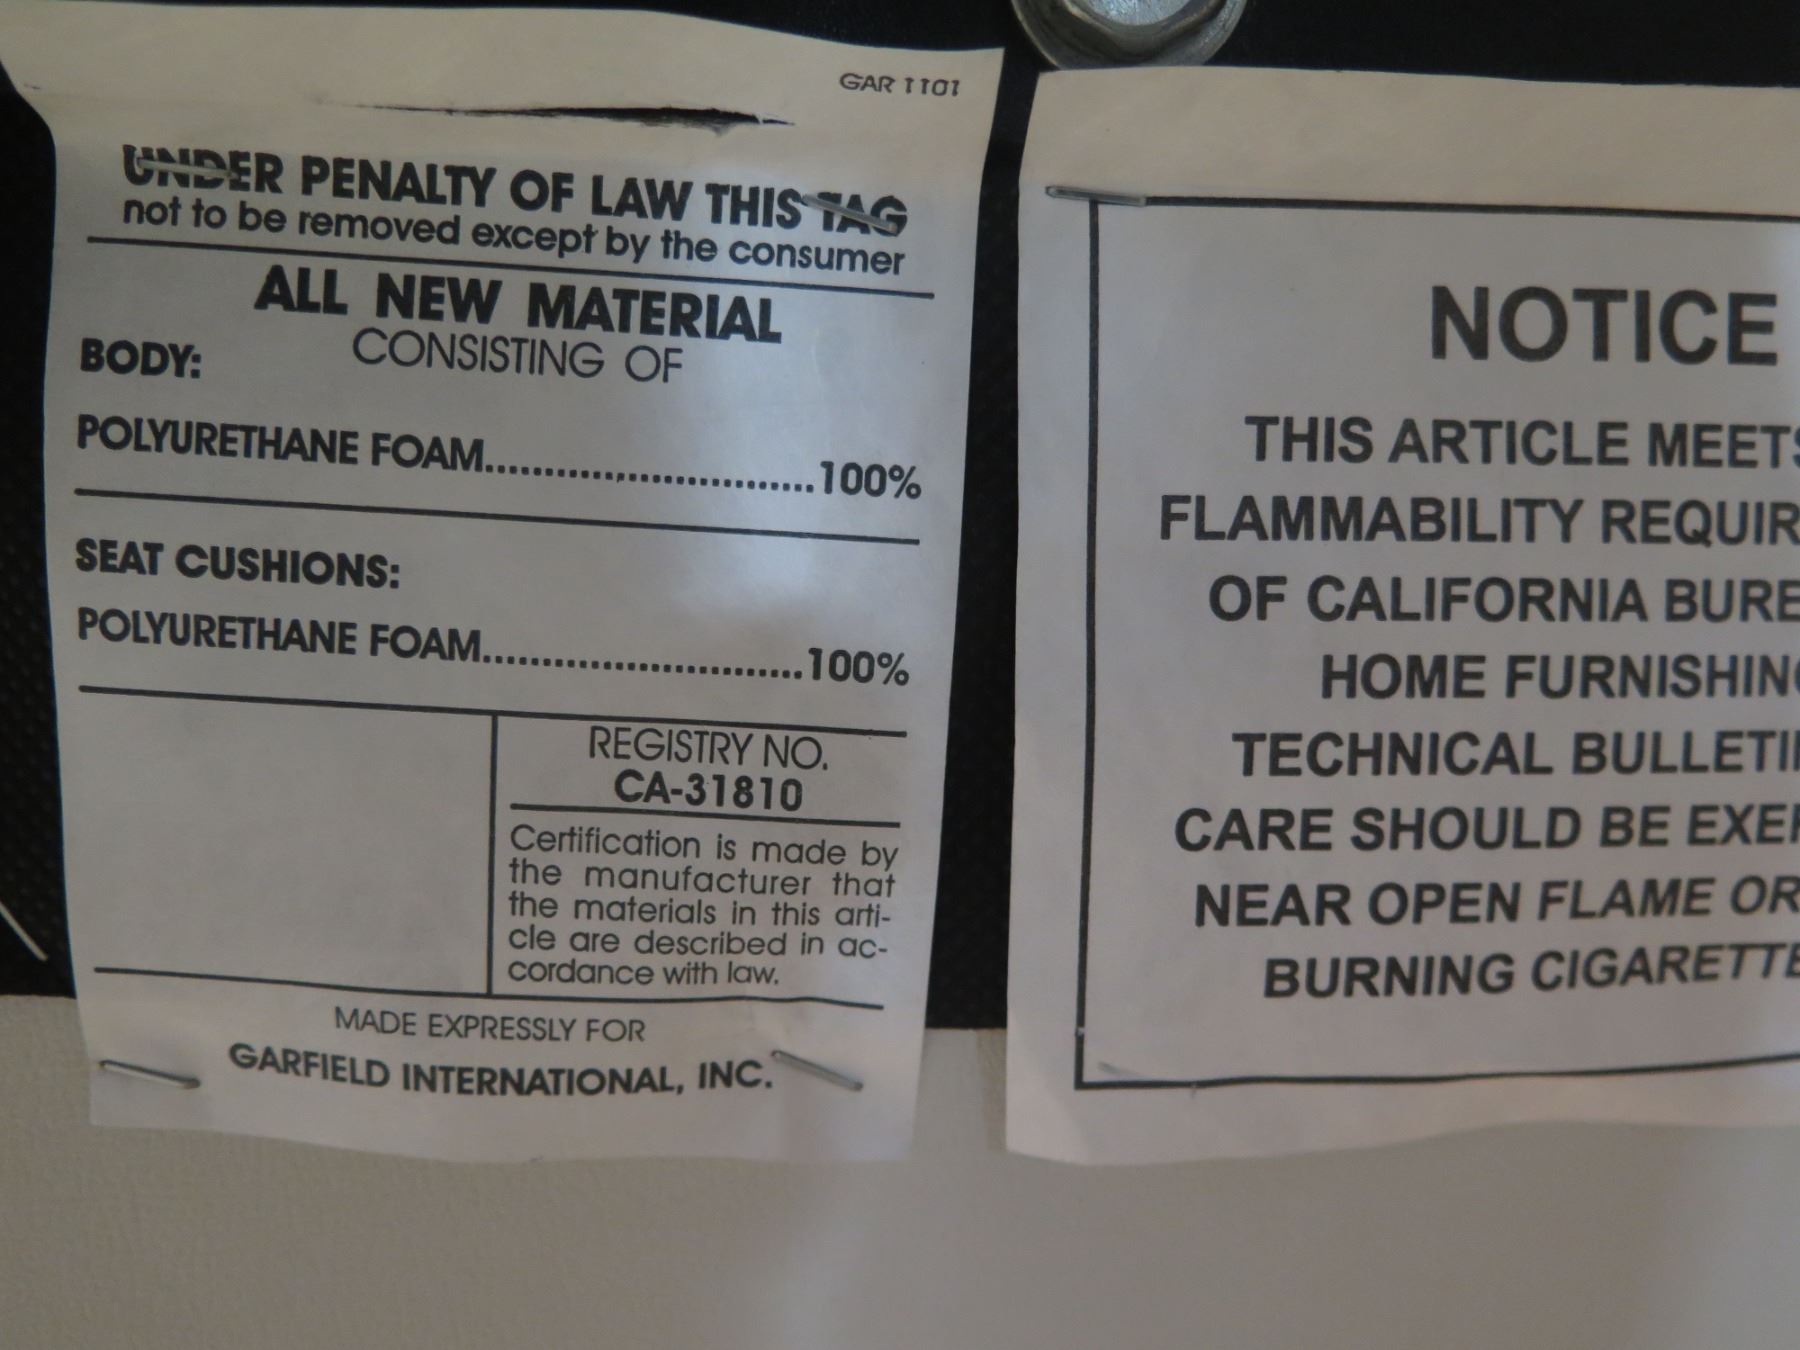 GAR 1101
UNDER PENALTY OF LAW THIS TAG
not to be removed except by the consumer
ALL NEW MATERIAL
CONSISTING OF
BODY:
POLYURETHANE FOAM....................................100%
SEAT CUSHIONS:
POLYURETHANE FOAM....................................100%
REGISTRY NO.
CA-31810
Certification is made by
the manufacturer that
the materials in this arti-
cle are described in ac-
cordance with law.
MADE EXPRESSLY FOR
GARFIELD INTERNATIONAL, INC.
NOTICE
THIS ARTICLE MEETS
FLAMMABILITY REQUIR
OF CALIFORNIA BURE
HOME FURNISHING
TECHNICAL BULLETI
CARE SHOULD BE EXER
NEAR OPEN FLAME OR
BURNING CIGARETTE